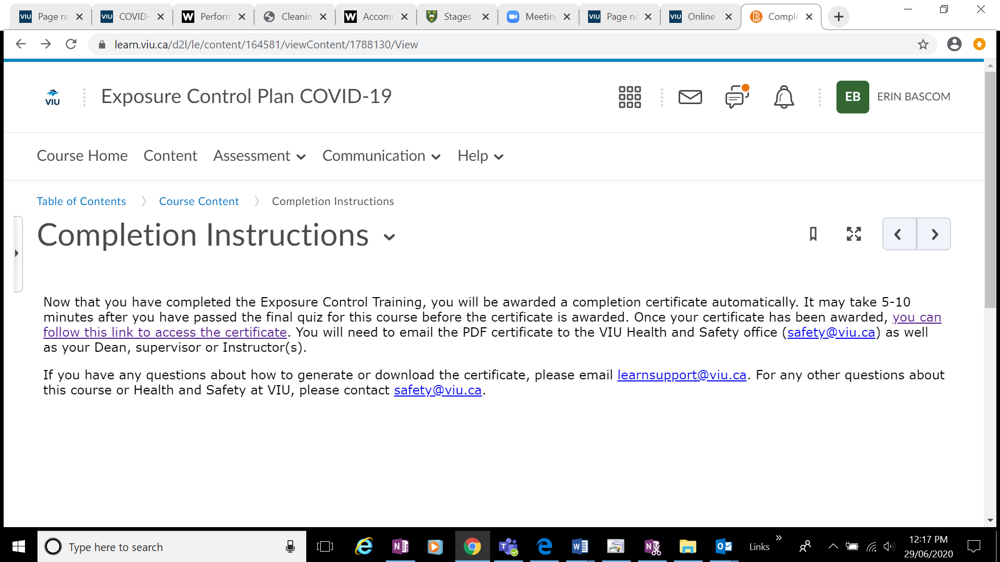 VIU Page no
VIU COVID-
W Perform
Cleanin
W Accom
Stages
Meeting
VIU Page no
VIU Online
Comple
learn.viu.ca/d2l/le/content/164581/viewContent/1788130/View
VIU
Exposure Control Plan COVID-19
EB
ERIN BASCOM
Course Home Content Assessment Communication Help
Table of Contents Course Content Completion Instructions
Completion Instructions
Now that you have completed the Exposure Control Training, you will be awarded a completion certificate automatically. It may take 5-10
minutes after you have passed the final quiz for this course before the certificate is awarded. Once your certificate has been awarded, you can
follow this link to access the certificate. You will need to email the PDF certificate to the VIU Health and Safety office (safety@viu.ca) as well
as your Dean, supervisor or Instructor(s).
If you have any questions about how to generate or download the certificate, please email learnsupport@viu.ca. For any other questions about
this course or Health and Safety at VIU, please contact safety@viu.ca.
Type here to search
Links
12:17 PM
29/06/2020